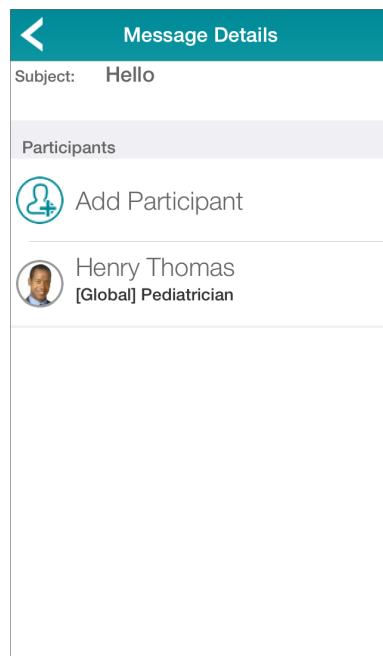 Message Details
Subject: Hello
Participants
Add Participant
Henry Thomas
[Global] Pediatrician